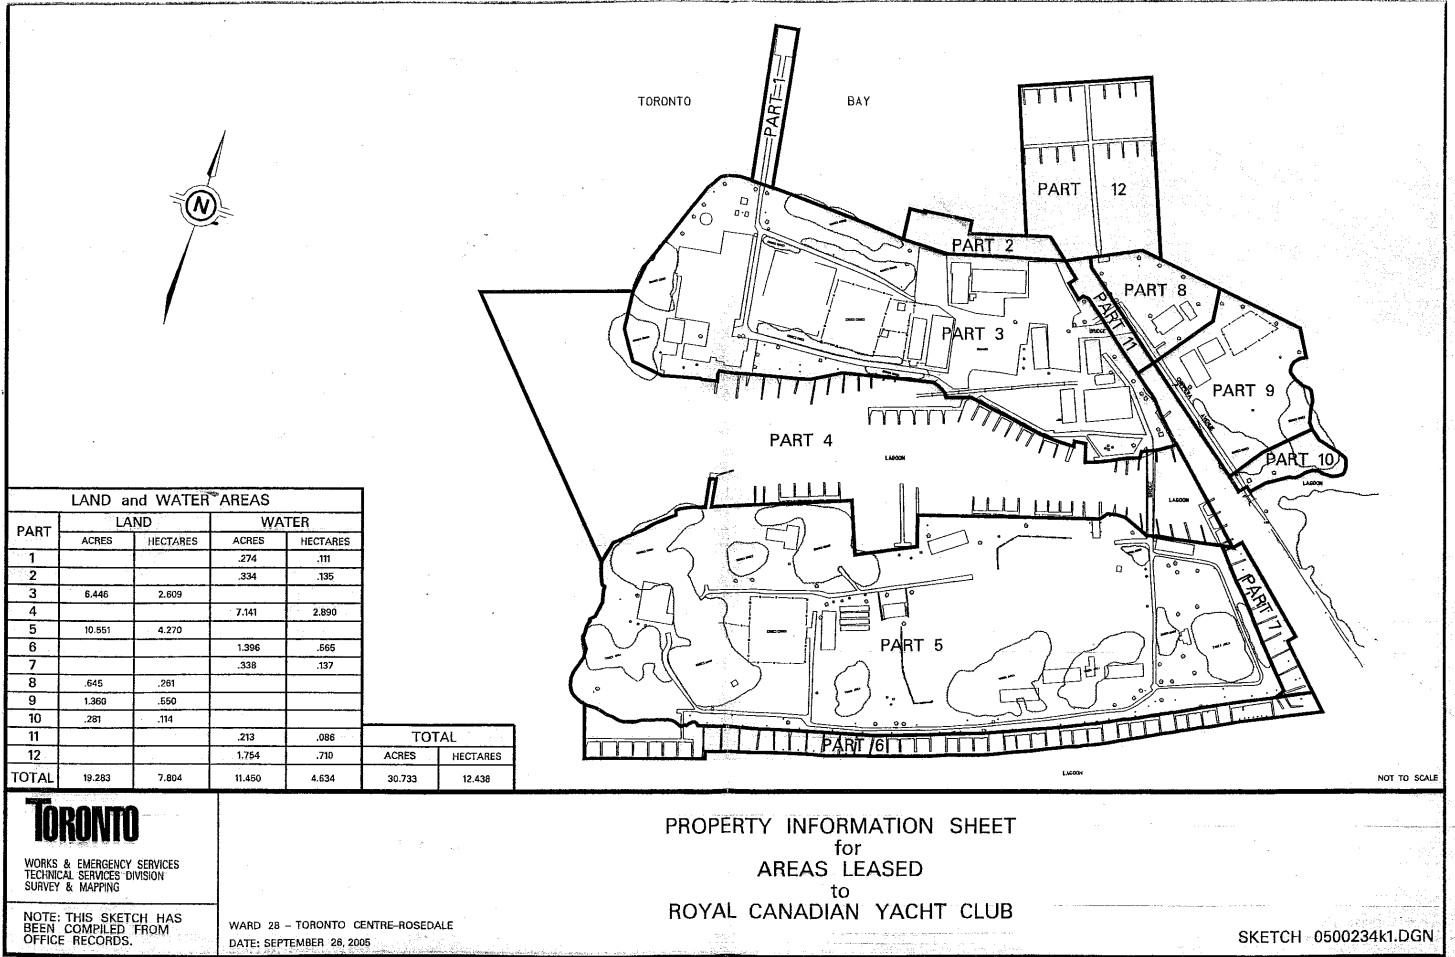 TORONTO BAY
PART 1
PART 12
PART 2
PART 8
PART 11
PART 3
BRIDGE
PART 9
PART 4
LAGOON
PART 10
LAGOON
LAGOON
PART 7
PART 5
PART 6
LAGOON
NOT TO SCALE
N
LAND and WATER AREAS
PART LAND WATER
ACRES HECTARES ACRES HECTARES
1 .274 .111
2 .334 .135
3 6.446 2.609
4 7.141 2.890
5 10.551 4.270
6 1.396 .565
7 .338 .137
8 .645 .261
9 1.360 .550
10 .281 .114
11 .213 .086
12 1.754 .710
TOTAL 19.283 7.804 11.450 4.634
TOTAL
ACRES HECTARES
30.733 12.438
TORONTO
WORKS & EMERGENCY SERVICES
TECHNICAL SERVICES DIVISION
SURVEY & MAPPING
NOTE: THIS SKETCH HAS
BEEN COMPILED FROM
OFFICE RECORDS.
WARD 28 - TORONTO CENTRE-ROSEDALE
DATE: SEPTEMBER 28, 2005
PROPERTY INFORMATION SHEET
for
AREAS LEASED
to
ROYAL CANADIAN YACHT CLUB
SKETCH 0500234k1.DGN